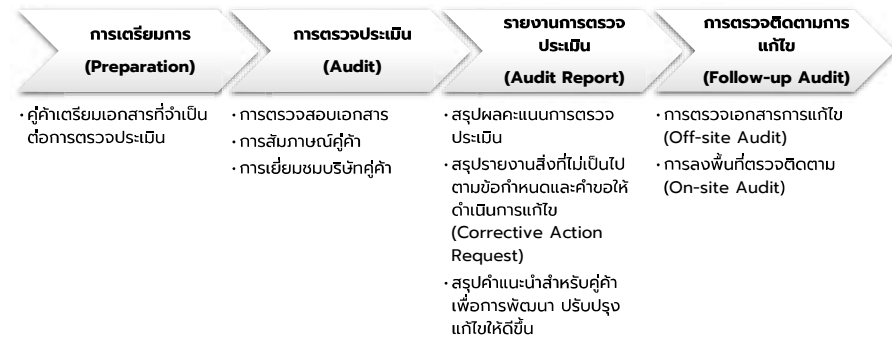 การเตรียมการ
(Preparation)
• คู่ค้าเตรียมเอกสารที่จำเป็น
ต่อการตรวจประเมิน
การตรวจประเมิน
(Audit)
• การตรวจสอบเอกสาร
• การสัมภาษณ์คู่ค้า
• การเยี่ยมชมบริษัทคู่ค้า
รายงานการตรวจ
ประเมิน
(Audit Report)
• สรุปผลคะแนนการตรวจ
ประเมิน
• สรุปรายงานสิ่งที่ไม่เป็นไป
ตามข้อกำหนดและคำขอให้
ดำเนินการแก้ไข
(Corrective Action
Request)
• สรุปคำแนะนำสำหรับคู่ค้า
เพื่อการพัฒนา ปรับปรุง
แก้ไขให้ดีขึ้น
การตรวจติดตามการ
แก้ไข
(Follow-up Audit)
• การตรวจเอกสารการแก้ไข
(Off-site Audit)
• การลงพื้นที่ตรวจติดตาม
(On-site Audit)